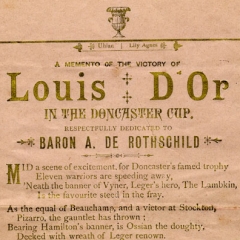 A MEMENTO OF THE VICTORY OF
Louis D'Or
IN THE DONCASTER CUP,
RESPECTFULLY DEDICATED TO
BARON A. DE ROTHSCHILD
MID a scene of excitement, for Doncaster's famed trophy
Eleven warriors are speeding away,
'Neath the banner of Vyner, Leger's hero, The Lambkin,
Is the favourite steed in the fray.
As the equal of Beauchamp, and a victor at Stockton,
Pizarro, the gauntlet has thrown;
Bearing Hamilton's banner, is Ossian the doughty,
Decked with wreath of Leger renown.